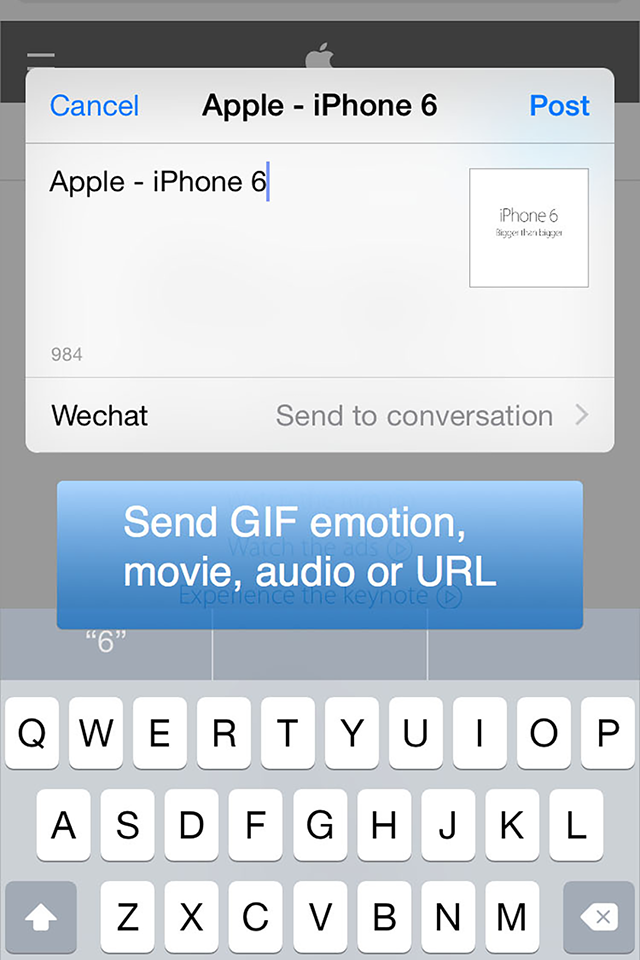 Cancel Apple - iPhone 6 Post
Apple - iPhone 6
iPhone 6
Bigger than bigger
984
Wechat Send to conversation
Send GIF emotion,
Watch the ads
movie, audio or URL
Experience the keynote
“6”
Q W E R T Y U I O P
A S D F G H J K L
Z X C V B N M